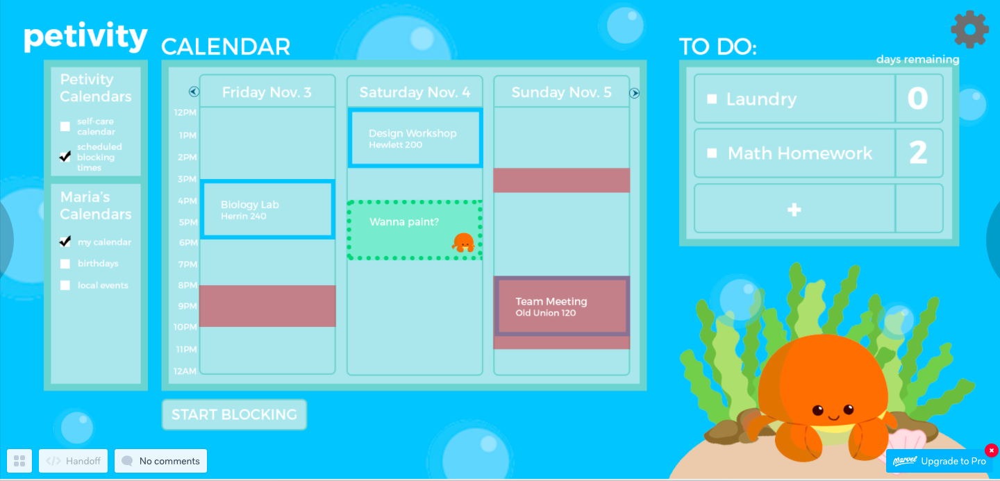 petivity
CALENDAR
TO DO:
days remaining
Petivity
Calendars
self-care
calendar
scheduled
blocking
times
Maria's
Calendars
my calendar
birthdays
local events
Friday Nov. 3
Saturday Nov. 4
Sunday Nov. 5
12PM
1PM
2PM
3PM
4PM
5PM
6PM
7PM
8PM
9PM
10PM
11PM
12AM
Biology Lab
Herrin 240
Design Workshop
Hewlett 200
Wanna paint?
Team Meeting
Old Union 120
Laundry 0
Math Homework 2
START BLOCKING
Handoff
No comments
Marvel Upgrade to Pro